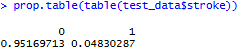 > prop.table(table(test_data$stroke))
0 1
0.95169713 0.04830287